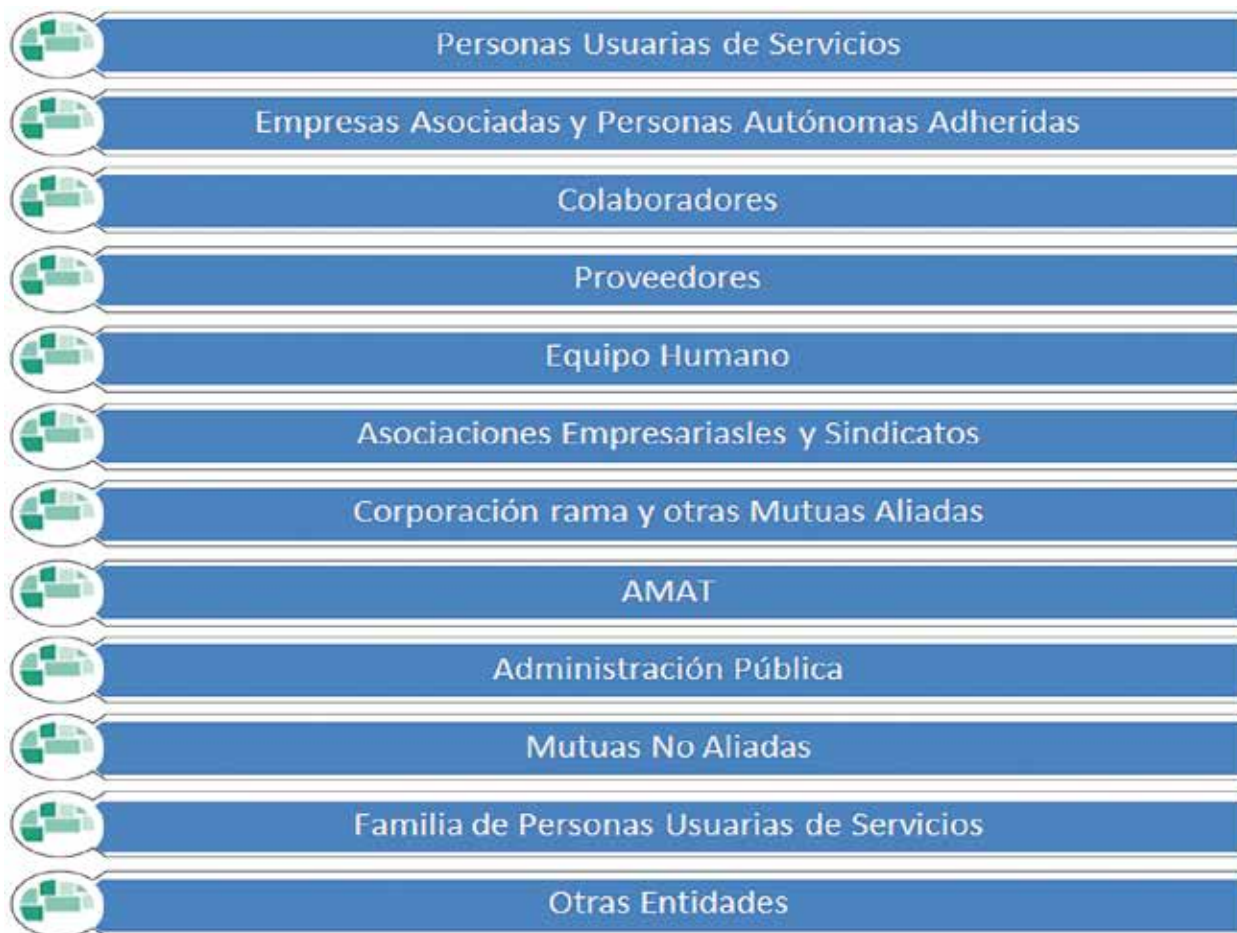 Personas Usuarias de Servicios
Empresas Asociadas y Personas Autónomas Adheridas
Colaboradores
Proveedores
Equipo Humano
Asociaciones Empresariasles y Sindicatos
Corporación rama y otras Mutuas Aliadas
AMAT
Administración Pública
Mutuas No Aliadas
Familia de Personas Usuarias de Servicios
Otras Entidades